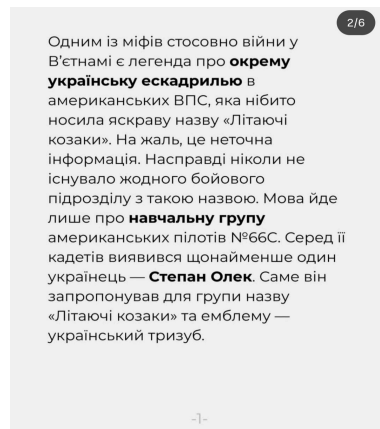 2/6
Одним із міфів стосовно війни у
В’єтнамі є легенда про окрему
українську ескадрилью в
американських ВПС, яка нібито
носила яскраву назву «Літаючі
козаки». На жаль, це неточна
інформація. Насправді ніколи не
існувало жодного бойового
підрозділу з такою назвою. Мова йде
лише про навчальну групу
американських пілотів №66С. Серед її
кадетів виявився щонайменше один
українець — Степан Олек. Саме він
запропонував для групи назву
«Літаючі козаки» та емблему —
український тризуб.
-1-